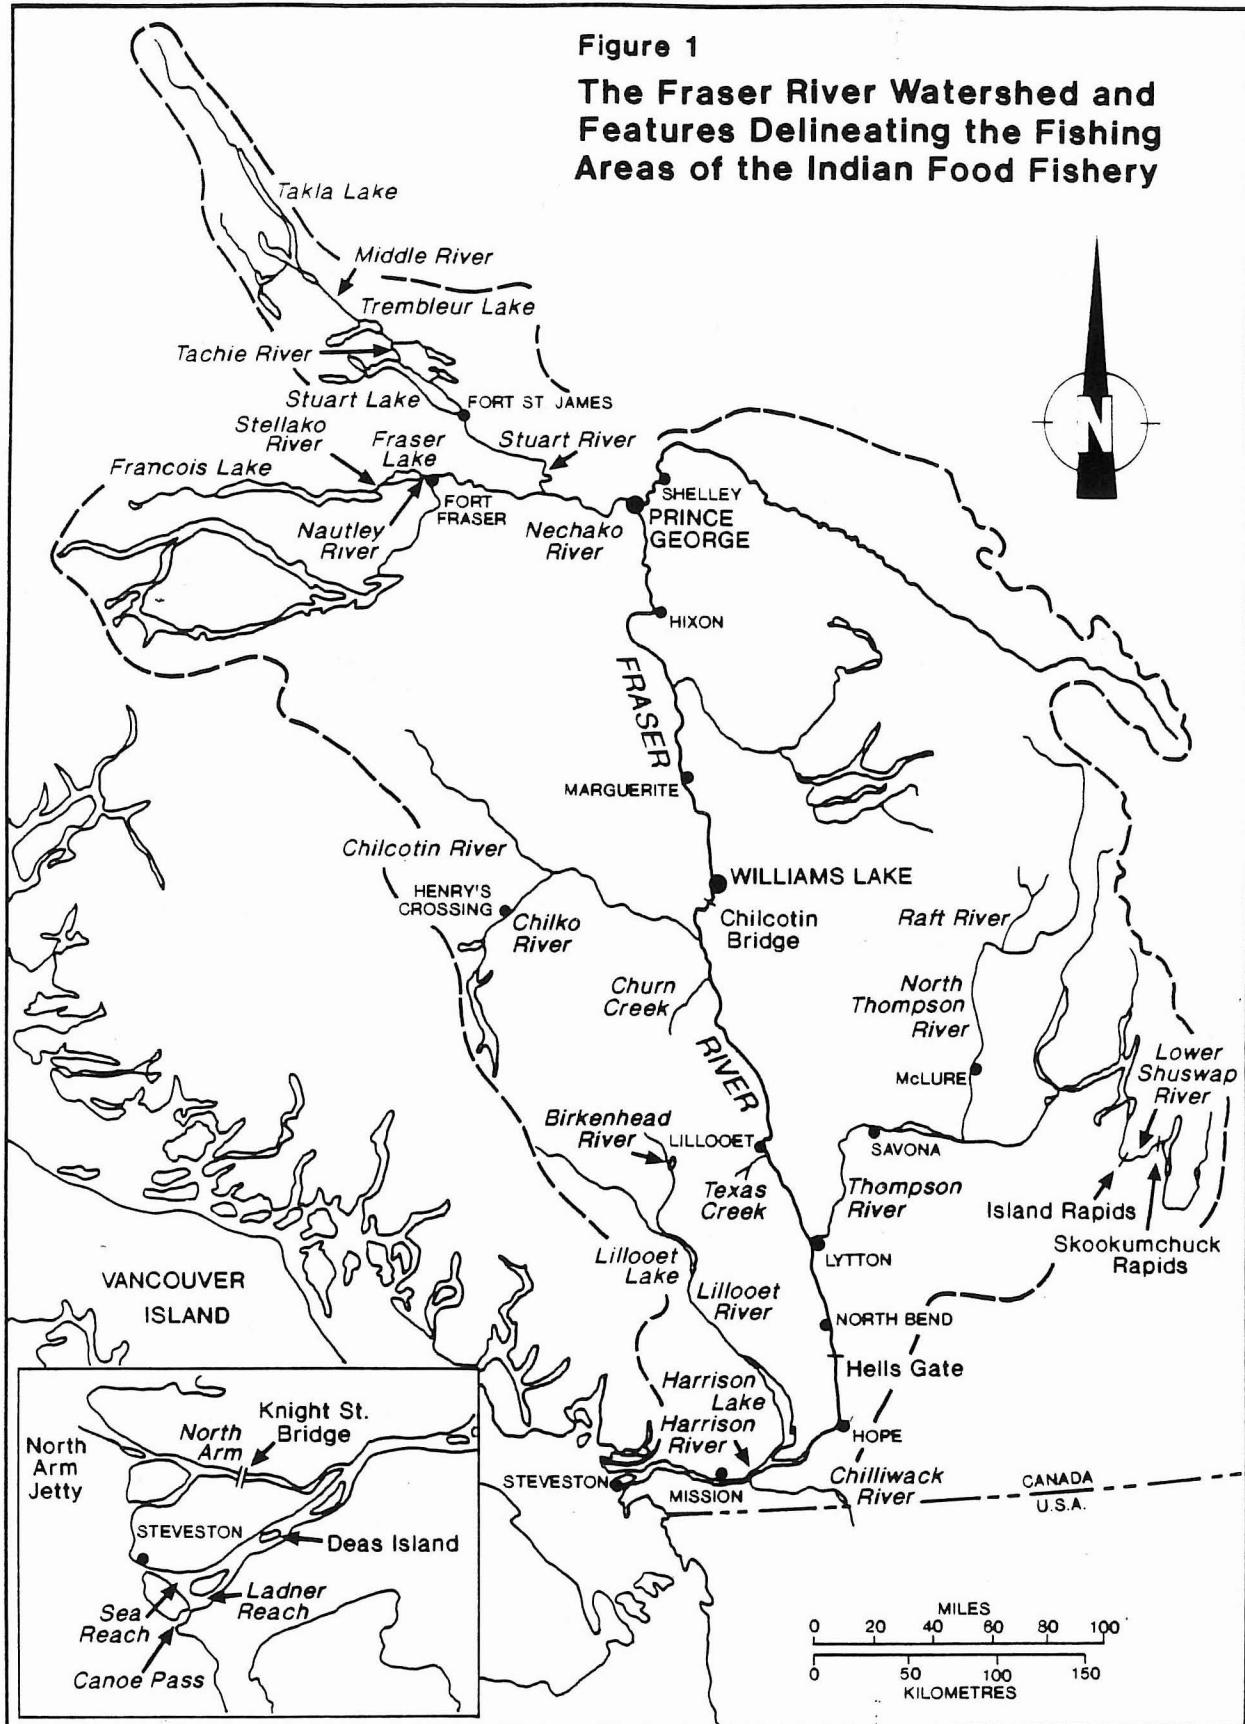 Figure 1
The Fraser River Watershed and
Features Delineating the Fishing
Areas of the Indian Food Fishery
Takla Lake
Middle River
Trembleur Lake
Tachie River
Stuart Lake
FORT ST JAMES
Stellako
River
Fraser
Lake
Stuart River
Francois Lake
SHELLEY
FORT
FRASER
PRINCE
GEORGE
Nautley
River
Nechako
River
N
HIXON
FRASER
MARGUERITE
Chilcotin River
WILLIAMS LAKE
HENRY'S
CROSSING
Chilko
River
Chilcotin
Bridge
Raft River
Churn
Creek
North
Thompson
River
RIVER
McLURE
Lower
Shuswap
River
Birkenhead
River
LILLOOET
SAVONA
Texas
Creek
Thompson
River
Island Rapids
Skookumchuck
Rapids
Lillooet
Lake
LYTTON
VANCOUVER
ISLAND
Lillooet
River
NORTH BEND
Hells Gate
Harrison
Lake
Harrison
River
HOPE
STEVESTON
MISSION
Chilliwack
River
CANADA
U.S.A.
Knight St.
Bridge
North
Arm
North
Arm
Jetty
STEVESTON
Deas Island
Ladner
Reach
Sea
Reach
Canoe Pass
MILES
0 20 40 60 80 100
0 50 100 150
KILOMETRES